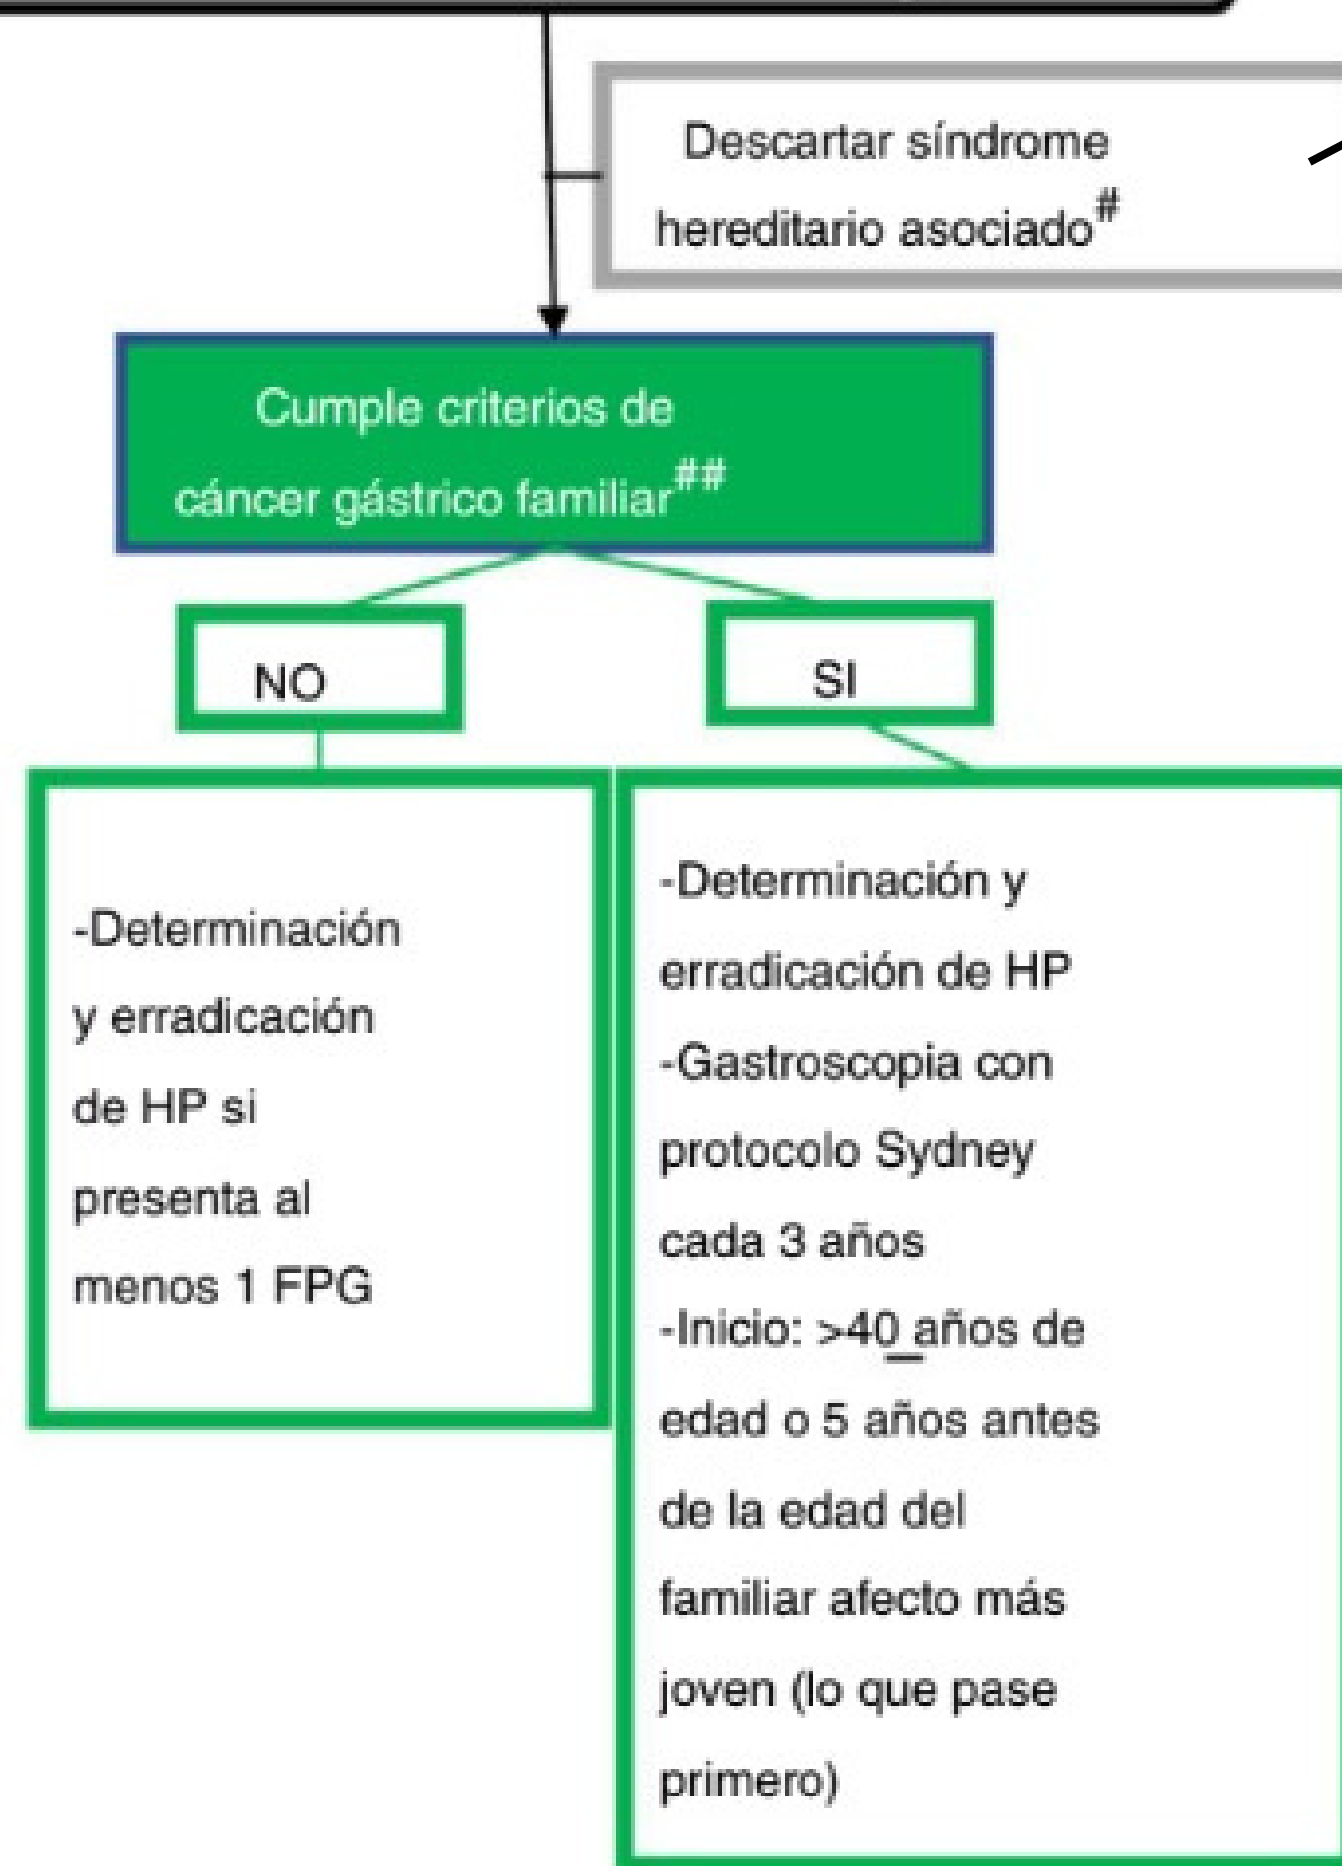 Descartar síndrome
hereditario asociado#
Cumple criterios de
cáncer gástrico familiar##
NO
SI
-Determinación
y erradicación
de HP si
presenta al
menos 1 FPG
-Determinación y
erradicación de HP
-Gastroscopia con
protocolo Sydney
cada 3 años
-Inicio: >40 años de
edad o 5 años antes
de la edad del
familiar afecto más
joven (lo que pase
primero)